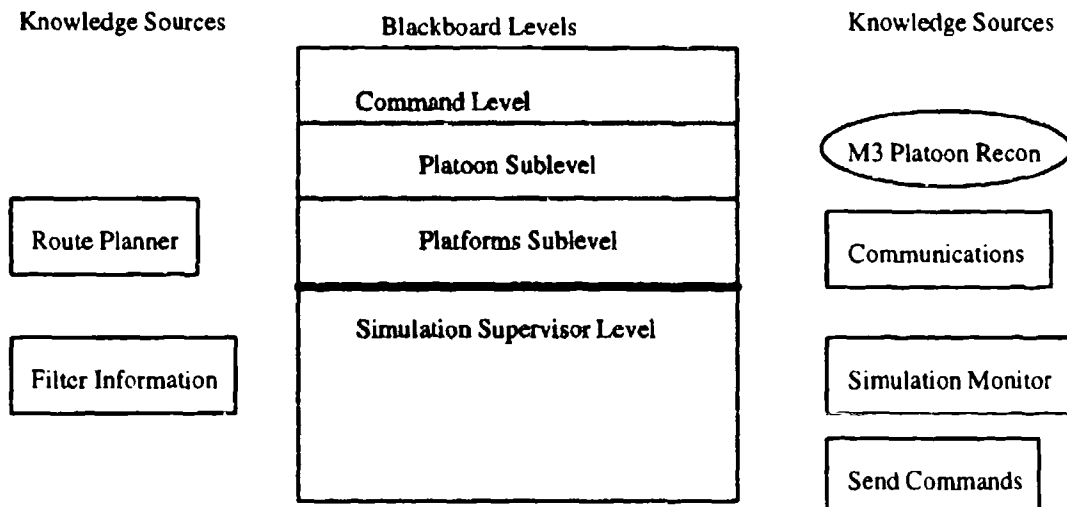 Knowledge Sources
Blackboard Levels
Knowledge Sources
Command Level
M3 Platoon Recon
Platoon Sublevel
Route Planner
Platforms Sublevel
Communications
Simulation Supervisor Level
Filter Information
Simulation Monitor
Send Commands